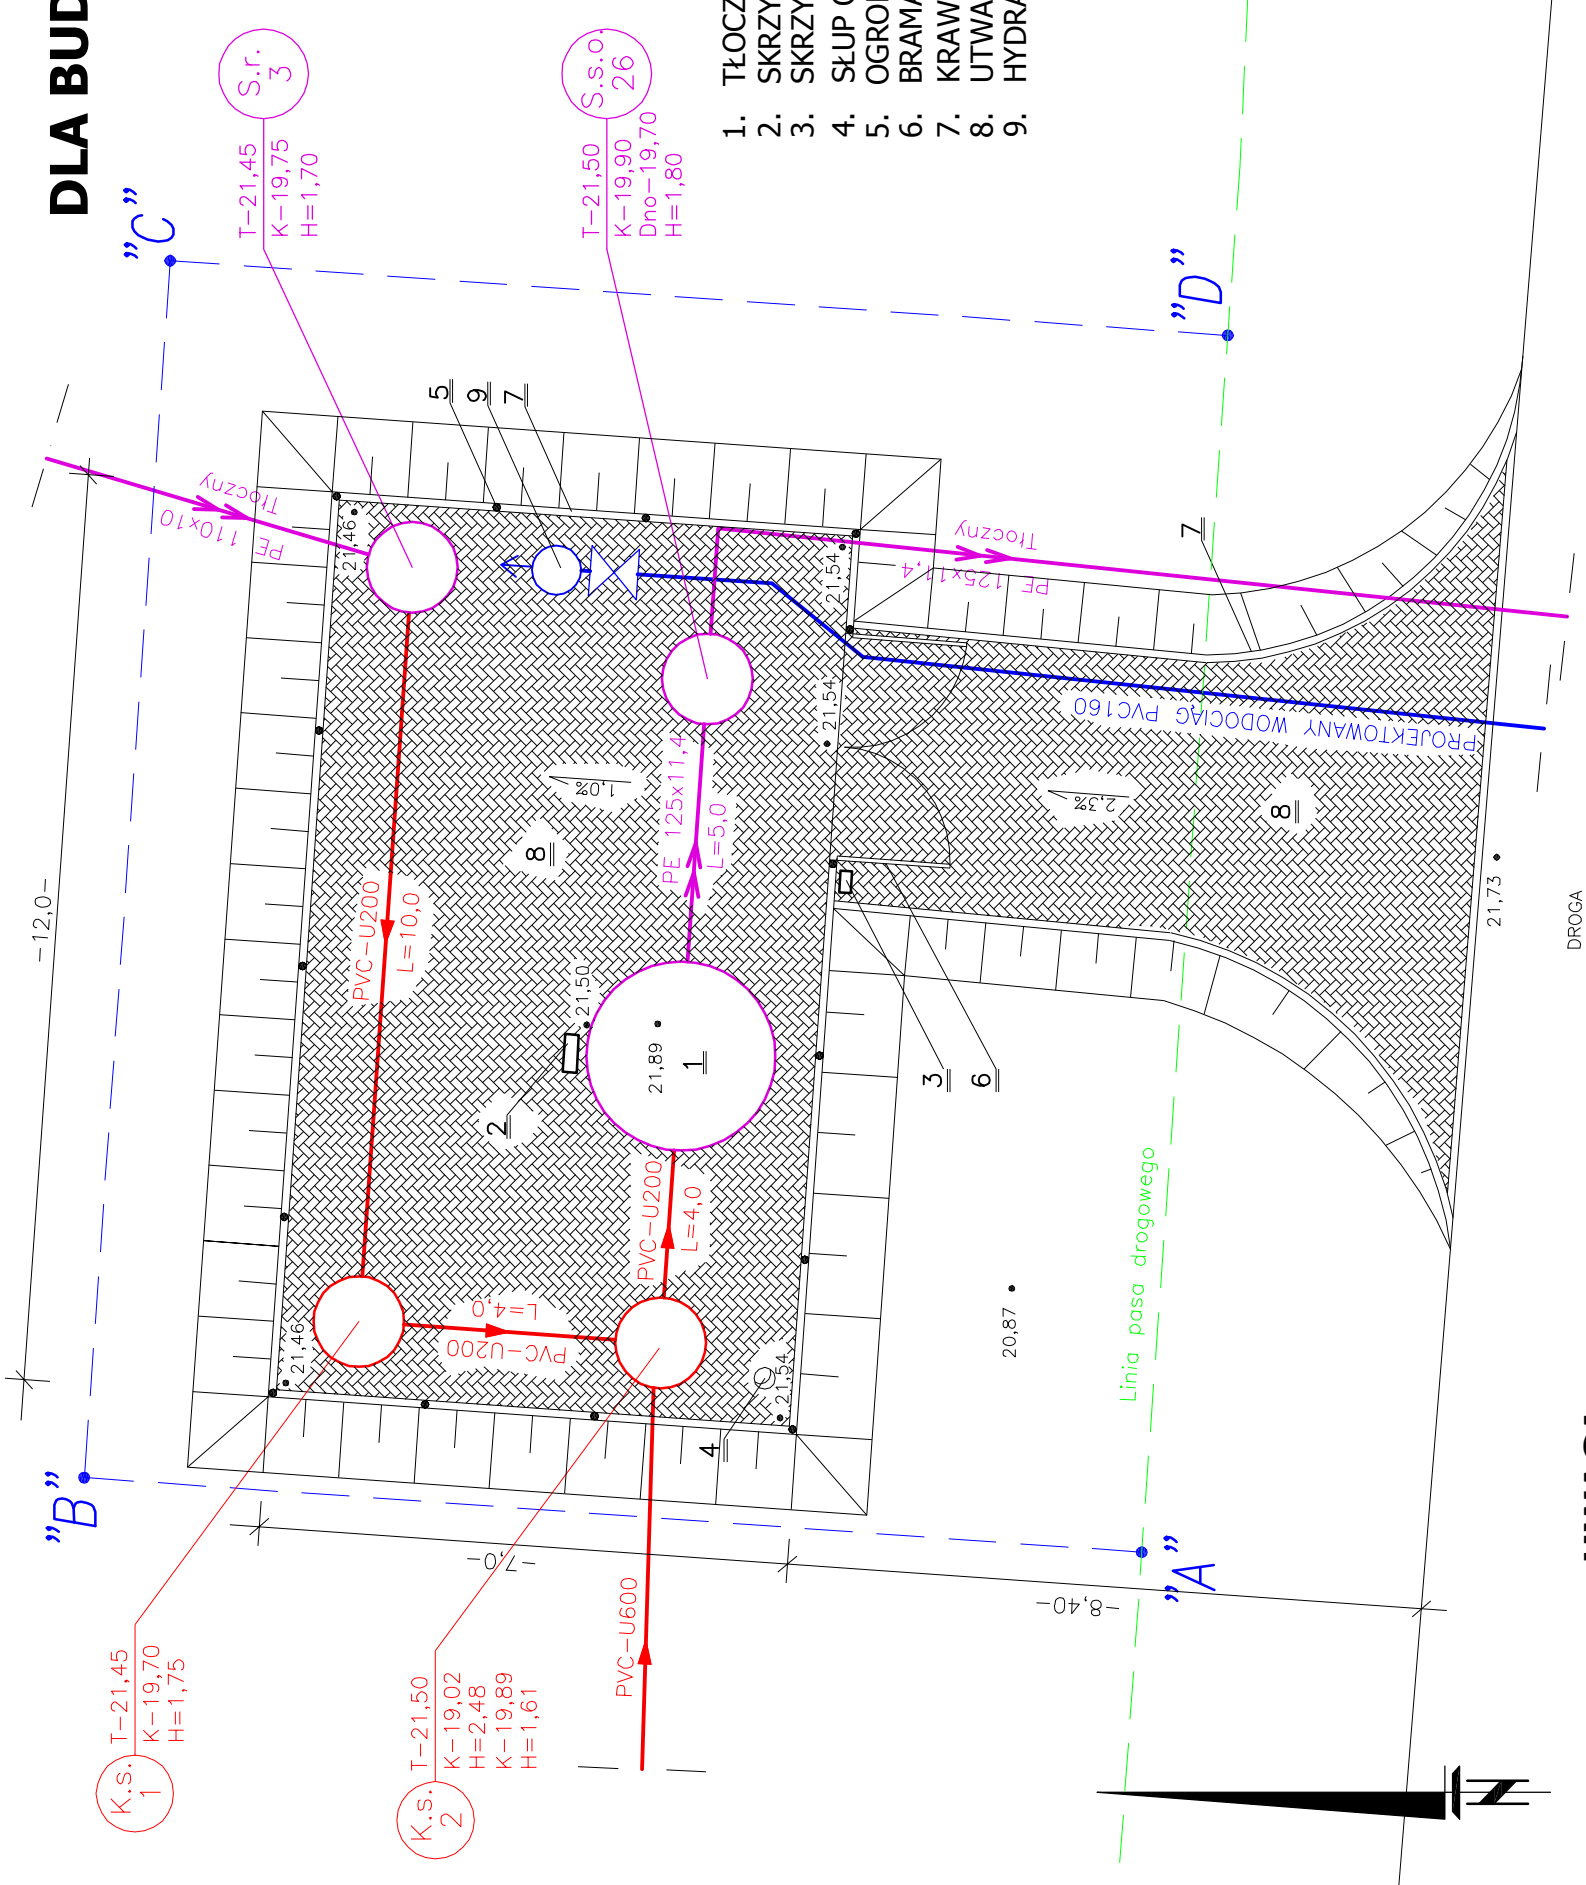 DLA BUD
S.r.
3
T-21,45
K-19,75
H=1,70
S.s.o.
26
T-21,50
K-19,90
Dno-19,70
H=1,80
1. TŁOCZ
2. SKRZY
3. SKRZY
4. SŁUP
5. OGRO
6. BRAMA
7. KRAW
8. UTWA
9. HYDRA
"C"
"D"
"B"
"A"
Tłoczny
PE 110x10
5
9
7
21,46
Tłoczny
PE 125x11,4
21,54
21,54
7
PROJEKTOWANY WODOCIĄG PVC160
1,0%
2,3%
8
8
PE 125x11,4
L=5,0
PVC-U200
L=10,0
-12,0-
21,50
21,89
1
2
3
6
21,73
DROGA
PVC-U200
L=4,0
PVC-U200
L=4,0
21,46
21,54
4
20,87
Linia pasa drogowego
-7,0-
-8,40-
PVC-U600
K.s.
1
T-21,45
K-19,70
H=1,75
K.s.
2
T-21,50
K-19,02
H=2,48
K-19,89
H=1,61
N